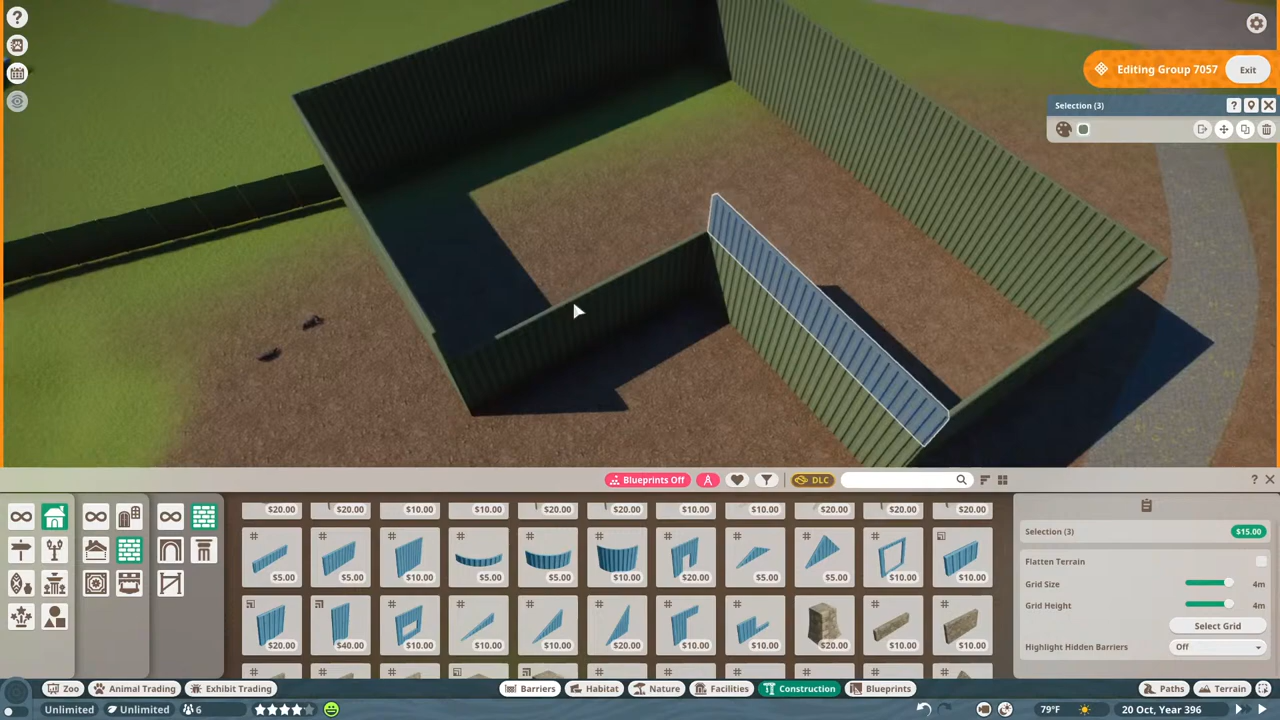 ?
Editing Group 7057
Exit
Selection (3)
?
Blueprints Off
DLC
?
$20.00 $20.00 $10.00 $10.00 $20.00 $20.00 $10.00 $10.00 $20.00 $20.00 $10.00
$5.00 $5.00 $10.00 $5.00 $5.00 $10.00 $20.00 $5.00 $5.00 $10.00 $10.00
$20.00 $40.00 $10.00 $10.00 $10.00 $10.00 $10.00 $10.00 $20.00 $10.00 $10.00
Selection (3)
$15.00
Flatten Terrain
Grid Size
4m
Grid Height
4m
Select Grid
Highlight Hidden Barriers
Off
Zoo
Animal Trading
Exhibit Trading
Barriers
Habitat
Nature
Facilities
Construction
Blueprints
Paths
Terrain
Unlimited
Unlimited
6
79°F
20 Oct, Year 396